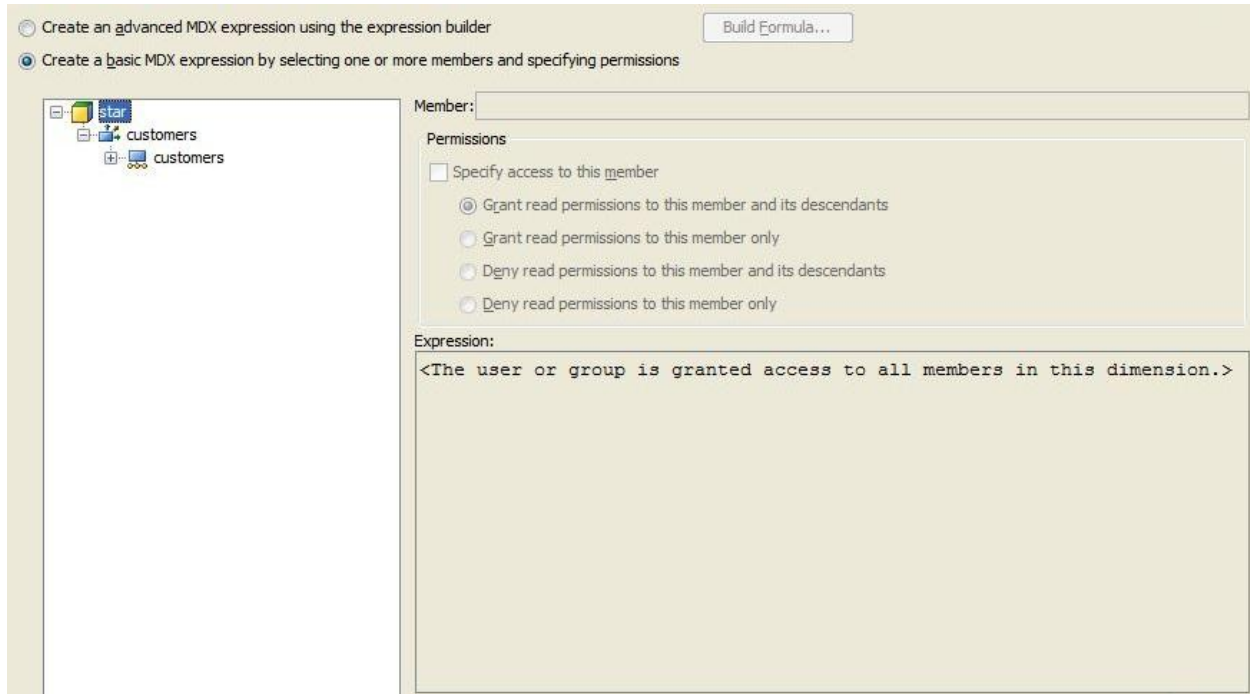 Create an advanced MDX expression using the expression builder
Build Formula...
Create a basic MDX expression by selecting one or more members and specifying permissions
star
customers
customers
Member:
Permissions
Specify access to this member
Grant read permissions to this member and its descendants
Grant read permissions to this member only
Deny read permissions to this member and its descendants
Deny read permissions to this member only
Expression:
<The user or group is granted access to all members in this dimension.>